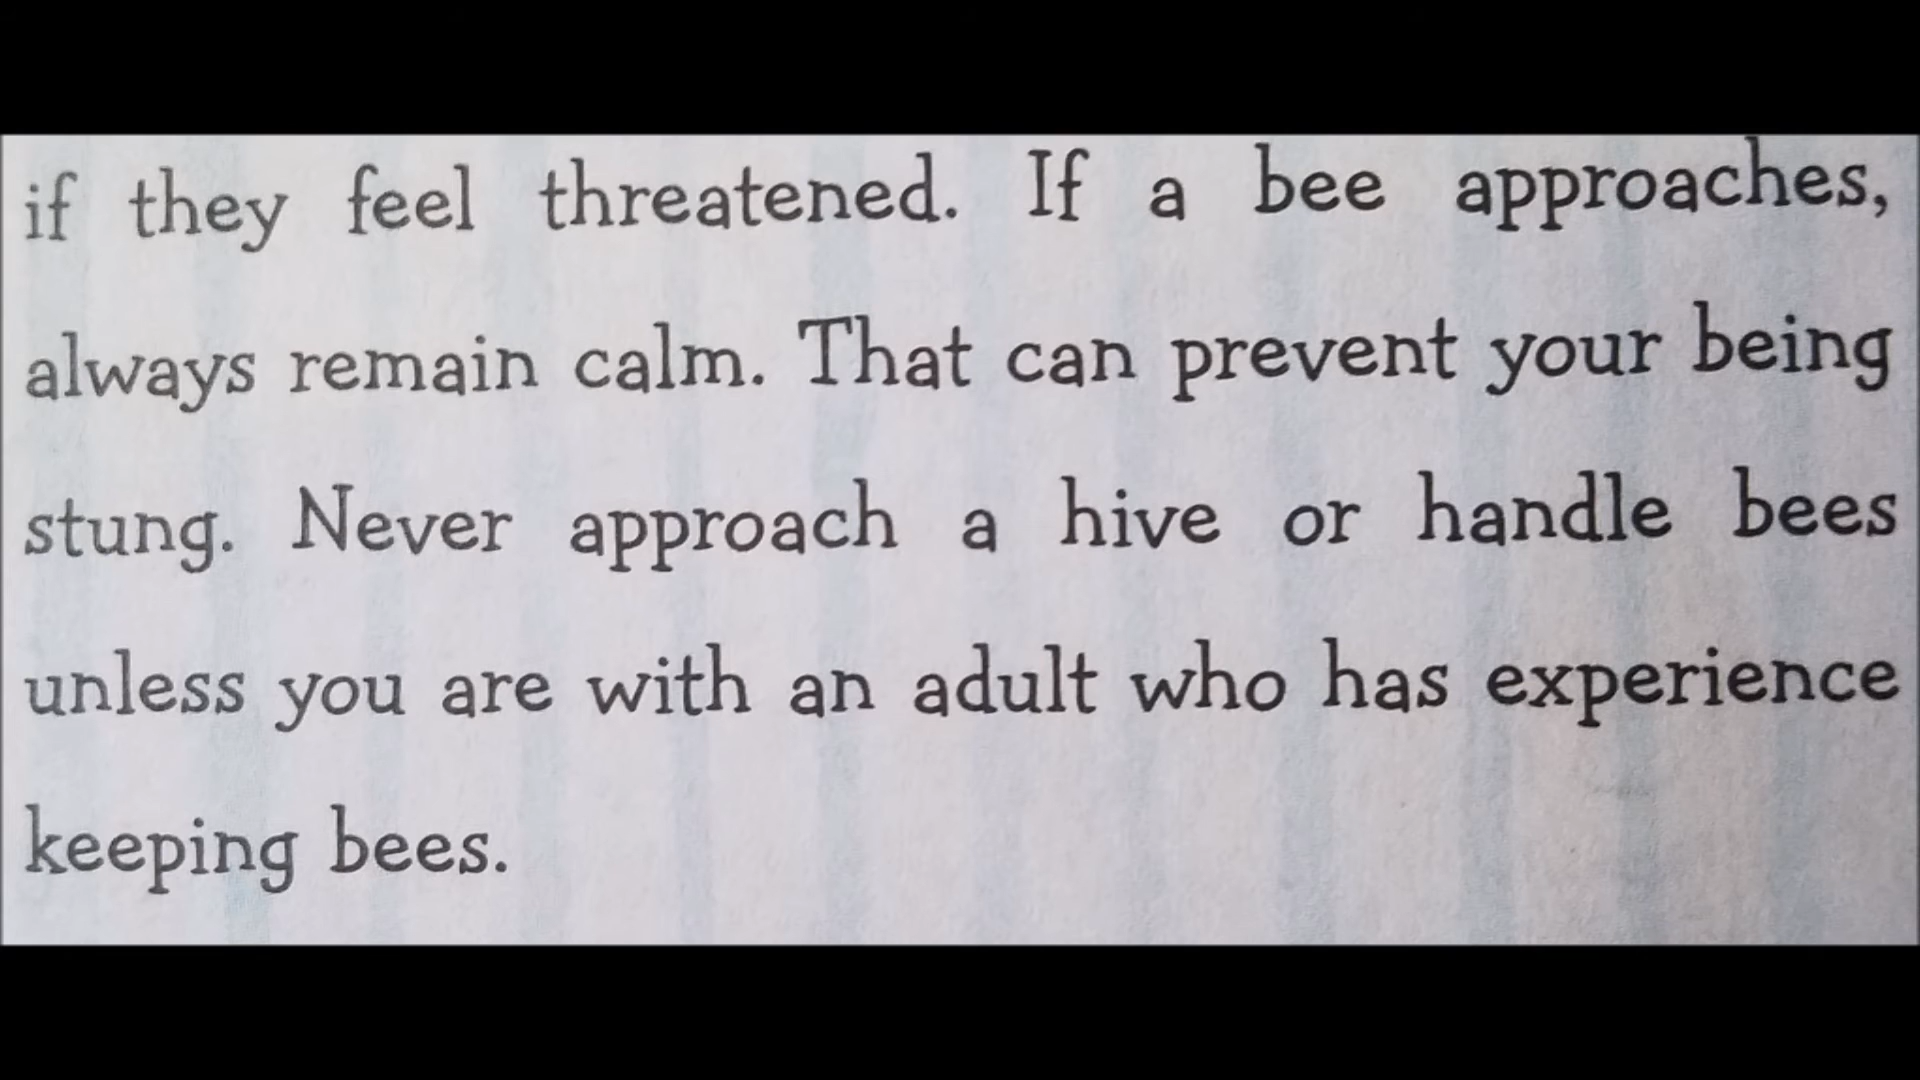 if they feel threatened. If a bee approaches,
always remain calm. That can prevent your being
stung. Never approach a hive or handle bees
unless you are with an adult who has experience
keeping bees.